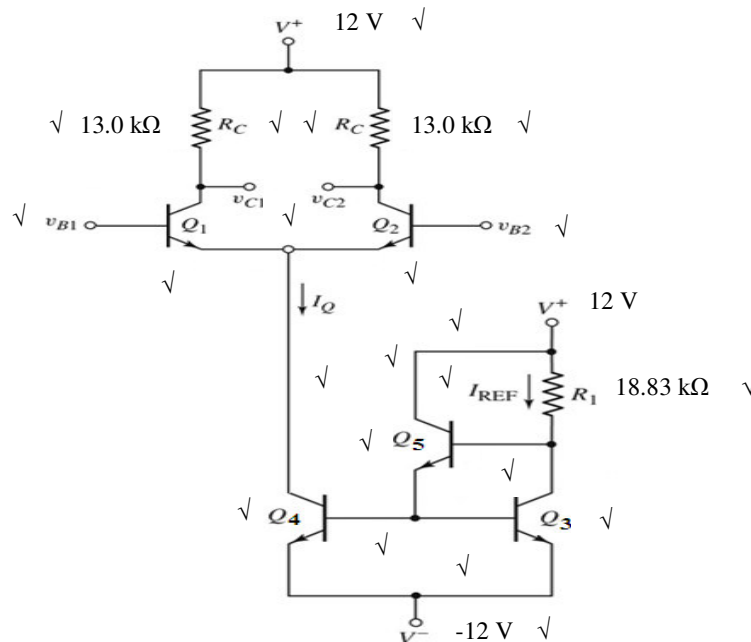 V⁺ 12 V √
√ 13.0 kΩ R_C √ √ R_C 13.0 kΩ √
v_C1 √ v_C2
√ v_B1 Q₁ Q₂ v_B2 √
√ √
I_Q √ V⁺ 12 V
√ √ √
I_REF R₁ 18.83 kΩ √
√ Q5 √
√ Q4 √ Q3 √
√
V⁻ -12 V √